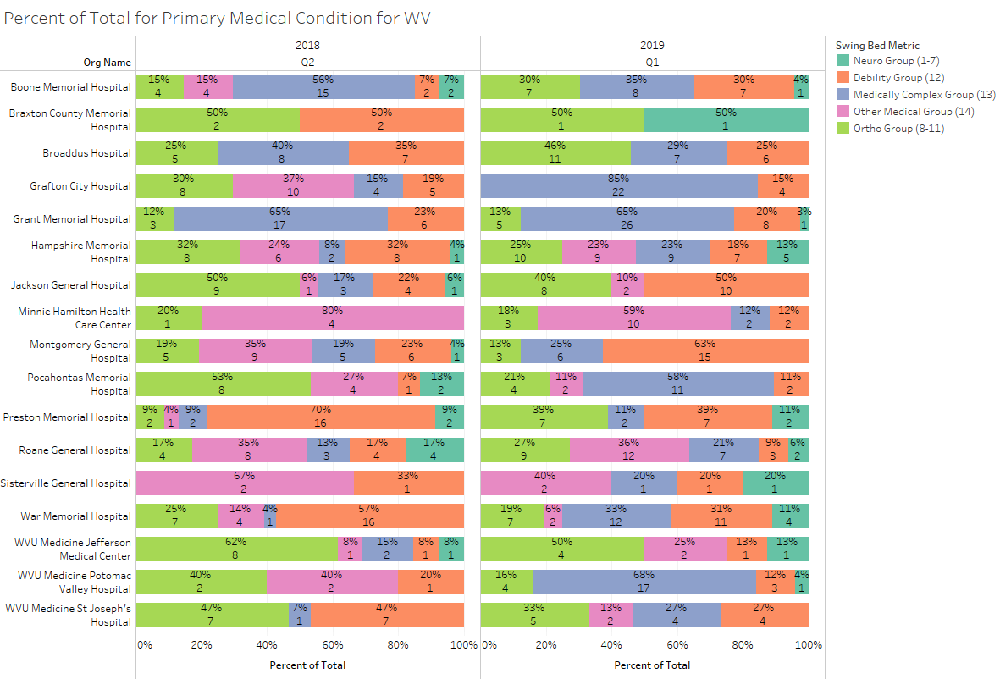 Percent of Total for Primary Medical Condition for WV
2018 2019 Swing Bed Metric
Org Name Q2 Q1 Neuro Group (1-7)
Debility Group (12)
Medically Complex Group (13)
Other Medical Group (14)
Ortho Group (8-11)
Boone Memorial Hospital
15% 15% 56% 7% 7% 30% 35% 30% 4%
4 4 15 2 2 7 8 7 1
Braxton County Memorial
Hospital
50% 50% 50% 50%
2 2 1 1
Broaddus Hospital
25% 40% 35% 46% 29% 25%
5 8 7 11 7 6
Grafton City Hospital
30% 37% 15% 19% 85% 15%
8 10 4 5 22 4
Grant Memorial Hospital
12% 65% 23% 13% 65% 20% 3%
3 17 6 5 26 8 1
Hampshire Memorial
Hospital
32% 24% 8% 32% 4% 25% 23% 23% 18% 13%
8 6 2 8 1 10 9 9 7 5
Jackson General Hospital
50% 6% 17% 22% 6% 40% 10% 50%
9 1 3 4 1 8 2 10
Minnie Hamilton Health
Care Center
20% 80% 18% 59% 12% 12%
1 4 3 10 2 2
Montgomery General
Hospital
19% 35% 19% 23% 4% 13% 25% 63%
5 9 5 6 1 3 6 15
Pocahontas Memorial
Hospital
53% 27% 7% 13% 21% 11% 58% 11%
8 4 1 2 4 2 11 2
Preston Memorial Hospital
9% 4% 9% 70% 9% 39% 11% 39% 11%
2 1 2 16 2 7 2 7 2
Roane General Hospital
17% 35% 13% 17% 17% 27% 36% 21% 9% 6%
4 8 3 4 4 9 12 7 3 2
Sisterville General Hospital
67% 33% 40% 20% 20% 20%
2 1 2 1 1 1
War Memorial Hospital
25% 14% 4% 57% 19% 6% 33% 31% 11%
7 4 1 16 7 2 12 11 4
WVU Medicine Jefferson
Medical Center
62% 8% 15% 8% 8% 50% 25% 13% 13%
8 1 2 1 1 4 2 1 1
WVU Medicine Potomac
Valley Hospital
40% 40% 20% 16% 68% 12% 4%
2 2 1 4 17 3 1
WVU Medicine St Joseph's
Hospital
47% 7% 47% 33% 13% 27% 27%
7 1 7 5 2 4 4
0% 20% 40% 60% 80% 100% 0% 20% 40% 60% 80% 100%
Percent of Total Percent of Total